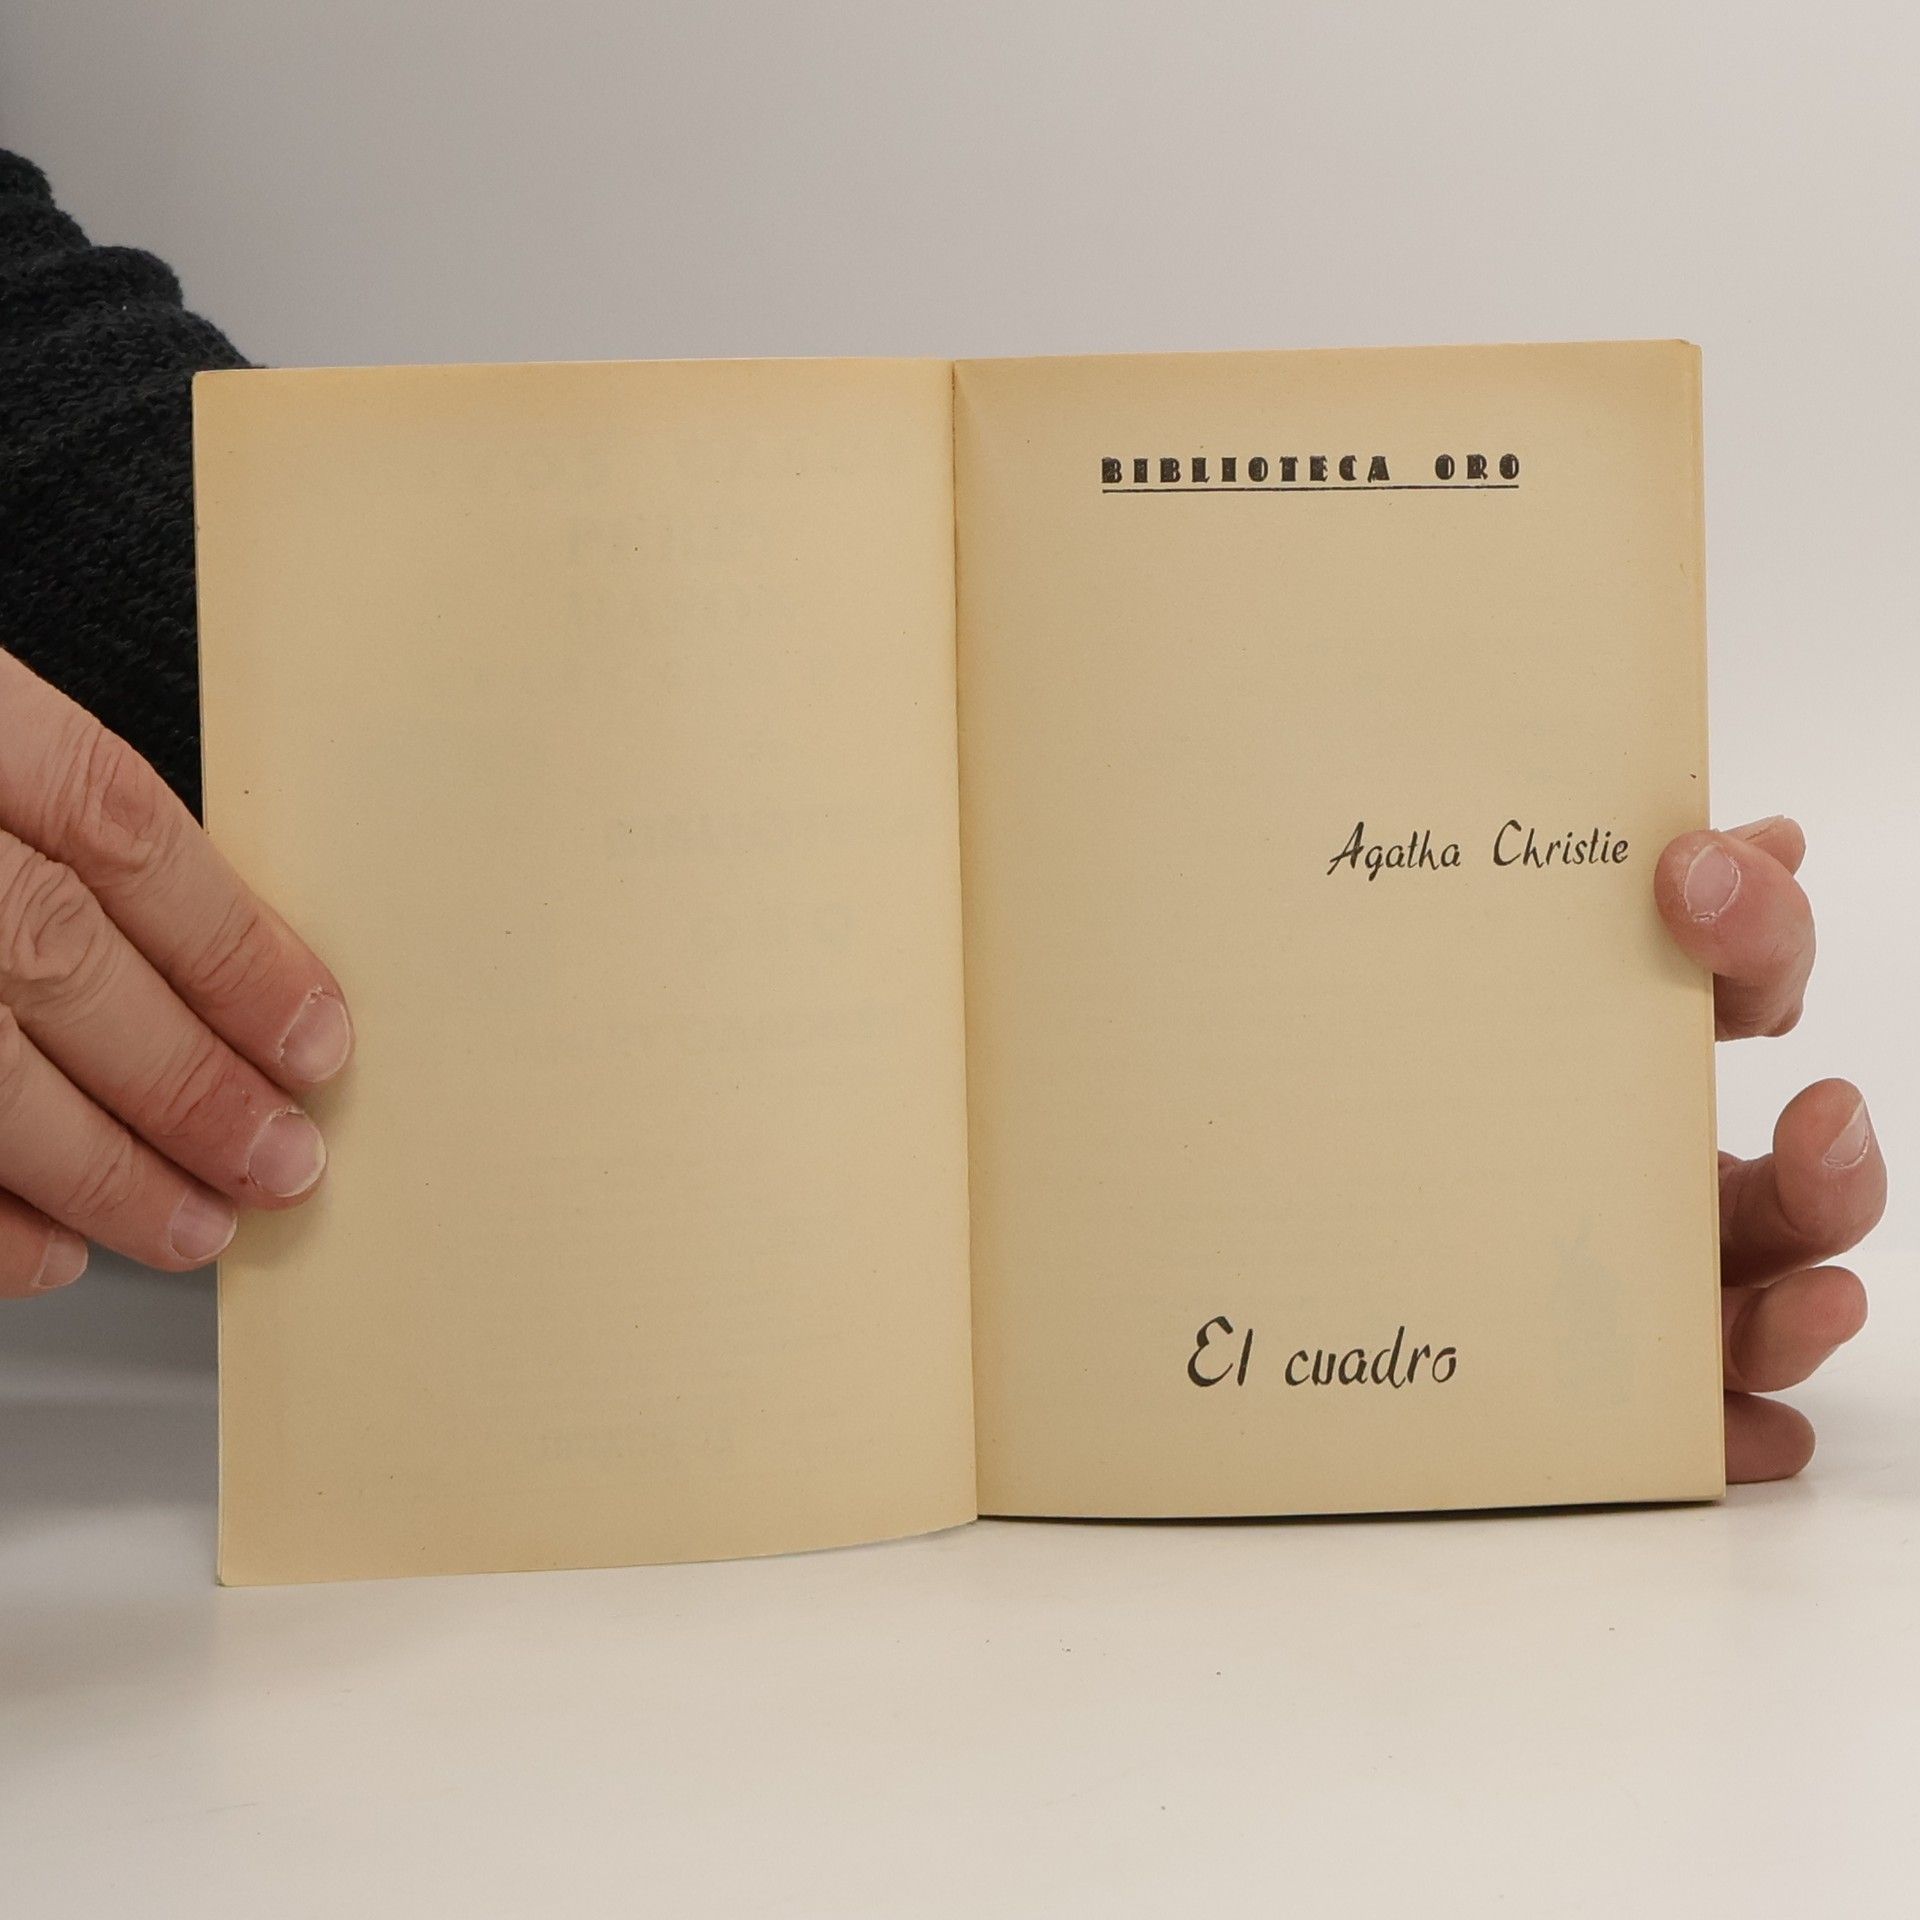 BIBLIOTECA ORO
Agatha Christie
El cuadro